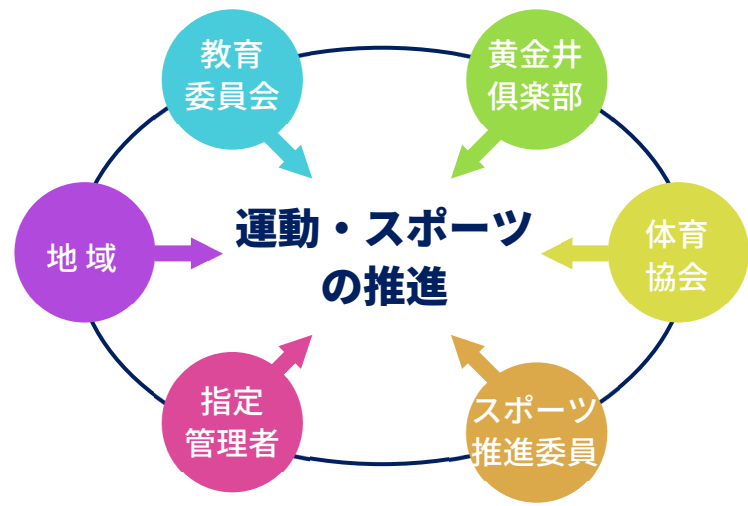 教育
委員会
黄金井
倶楽部
運動・スポーツ
の推進
地 域
体育
協会
指定
管理者
スポーツ
推進委員